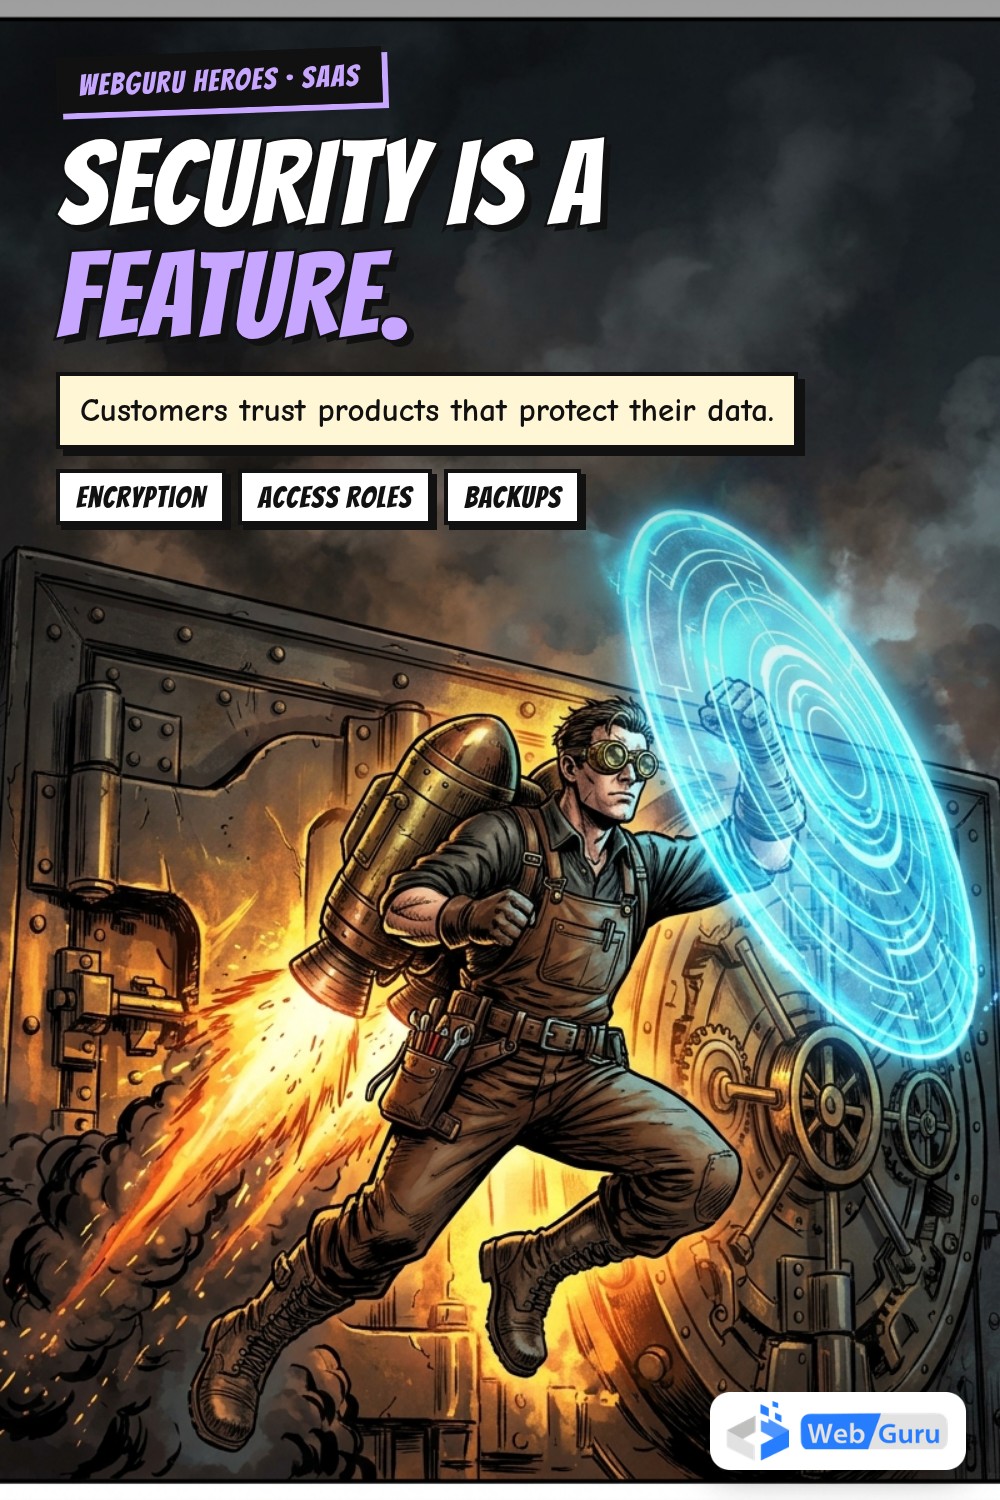 WEBGURU HEROES · SAAS
SECURITY IS A
FEATURE.
Customers trust products that protect their data.
ENCRYPTION ACCESS ROLES BACKUPS
Web Guru